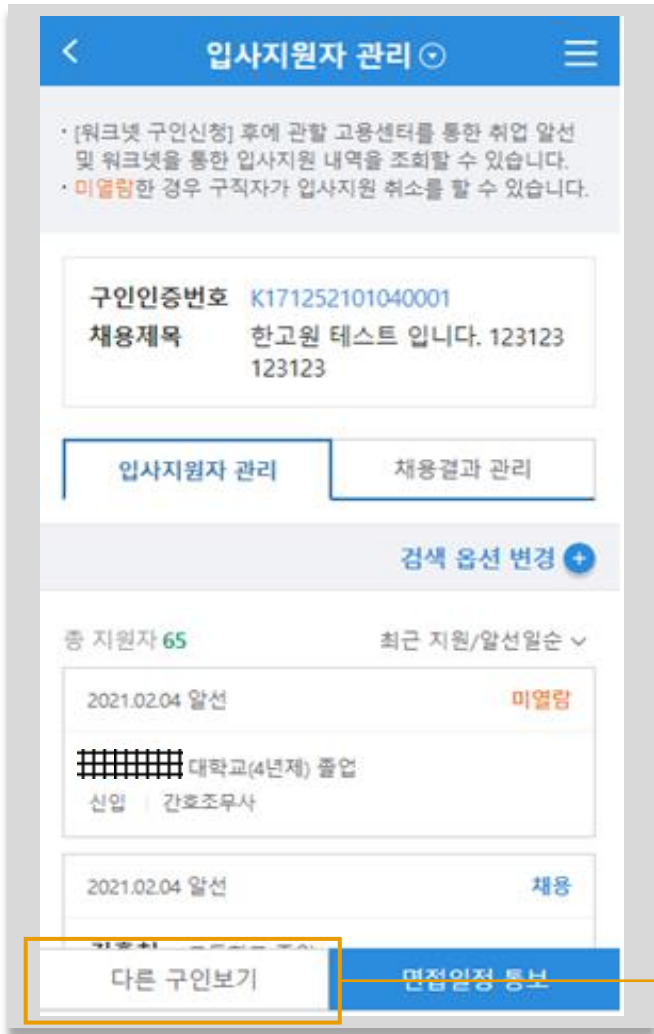 입사지원자 관리
· [워크넷 구인신청] 후에 관할 고용센터를 통한 취업 알선
및 워크넷을 통한 입사지원 내역을 조회할 수 있습니다.
· 미열람한 경우 구직자가 입사지원 취소를 할 수 있습니다.
구인인증번호 K171252101040001
채용제목 한고원 테스트 입니다. 123123
123123
입사지원자 관리 채용결과 관리
검색 옵션 변경
총 지원자 65 최근 지원/알선일순
2021.02.04 알선 미열람
대학교(4년제) 졸업
신입 간호조무사
2021.02.04 알선 채용
다른 구인보기 면접일정 통보